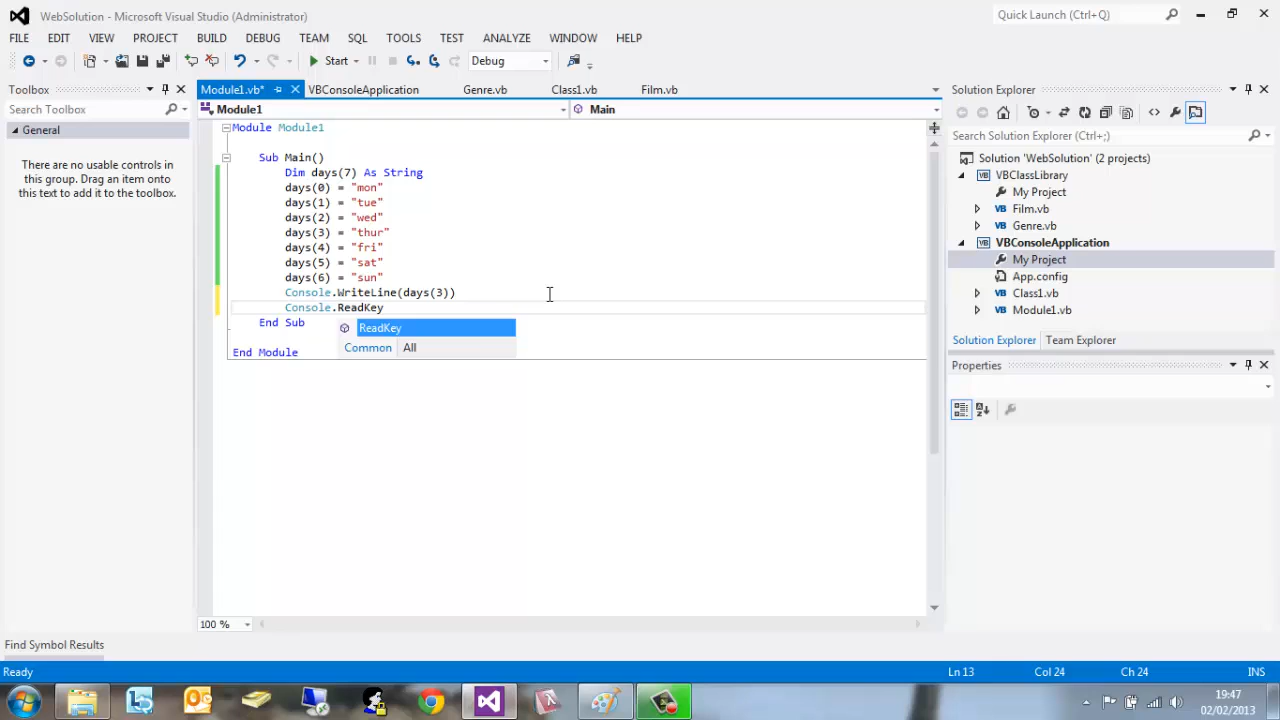 WebSolution - Microsoft Visual Studio (Administrator)
Quick Launch (Ctrl+Q)
FILE EDIT VIEW PROJECT BUILD DEBUG TEAM SQL TOOLS TEST ANALYZE WINDOW HELP
Start Debug
Toolbox
Search Toolbox
General
There are no usable controls in
this group. Drag an item onto
this text to add it to the toolbox.
Module1.vb* VBConsoleApplication Genre.vb Class1.vb Film.vb
Module1 Main
Module Module1
Sub Main()
Dim days(7) As String
days(0) = "mon"
days(1) = "tue"
days(2) = "wed"
days(3) = "thur"
days(4) = "fri"
days(5) = "sat"
days(6) = "sun"
Console.WriteLine(days(3))
Console.ReadKey
End Sub
ReadKey
Common All
End Module
100 %
Solution Explorer
Search Solution Explorer (Ctrl+;)
Solution 'WebSolution' (2 projects)
VB VBClassLibrary
My Project
VB Film.vb
VB Genre.vb
VB VBConsoleApplication
My Project
App.config
VB Class1.vb
VB Module1.vb
Solution Explorer Team Explorer
Properties
Find Symbol Results
Ready Ln 13 Col 24 Ch 24 INS
19:47
02/02/2013